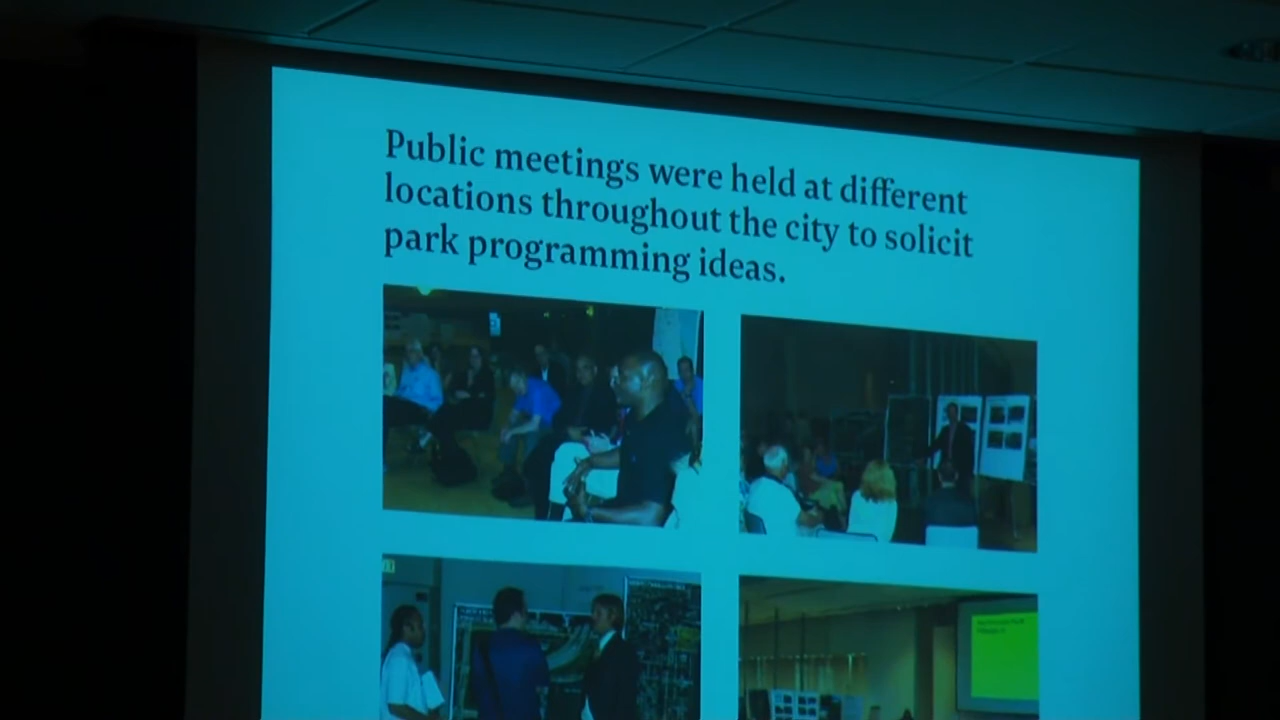 Public meetings were held at different
locations throughout the city to solicit
park programming ideas.